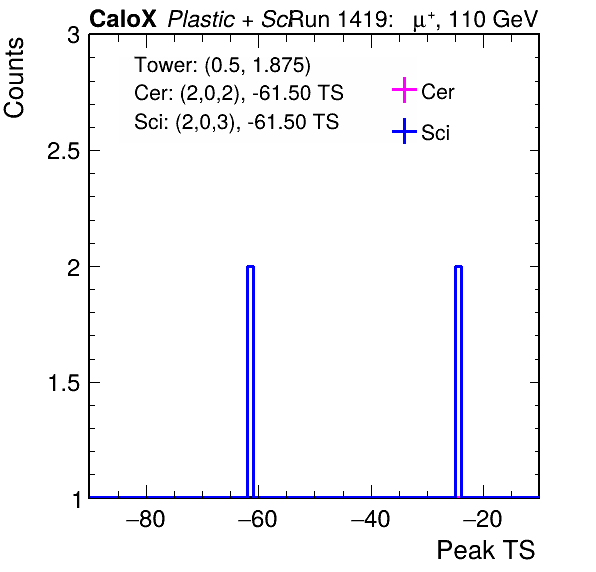 CaloX Plastic + Sci Run 1419: μ⁺, 110 GeV
Counts
3
2.5
2
1.5
1
Tower: (0.5, 1.875)
Cer: (2,0,2), -61.50 TS
Sci: (2,0,3), -61.50 TS
Cer
Sci
−80 −60 −40 −20
Peak TS